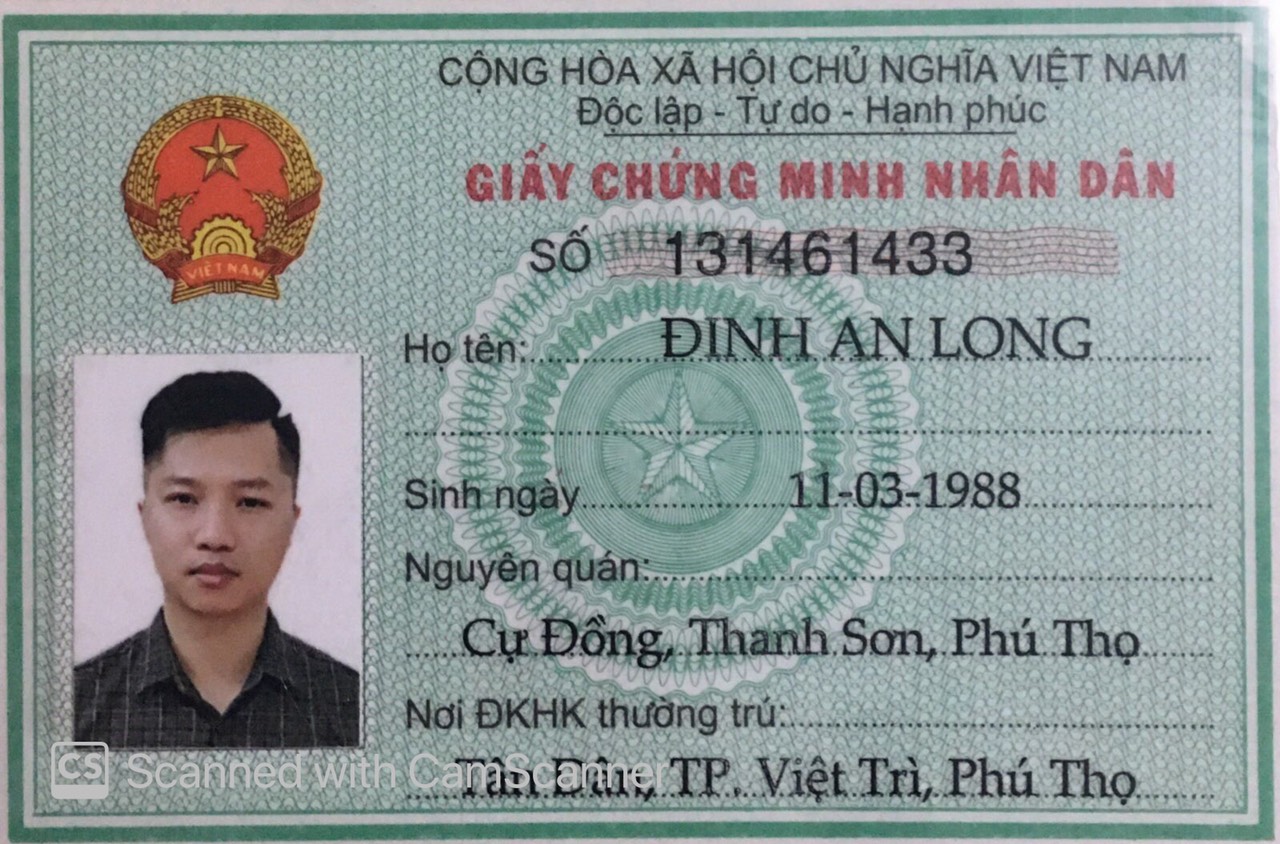 CỘNG HÒA XÃ HỘI CHỦ NGHĨA VIỆT NAM
Độc lập - Tự do - Hạnh phúc
GIẤY CHỨNG MINH NHÂN DÂN
SỐ 131461433
VIỆT NAM
Họ tên: ĐINH AN LONG
Sinh ngày 11-03-1988
Nguyên quán:
Cự Đồng, Thanh Sơn, Phú Thọ
Nơi ĐKHK thường trú:
Tân Dân, TP. Việt Trì, Phú Thọ
CS Scanned with CamScanner